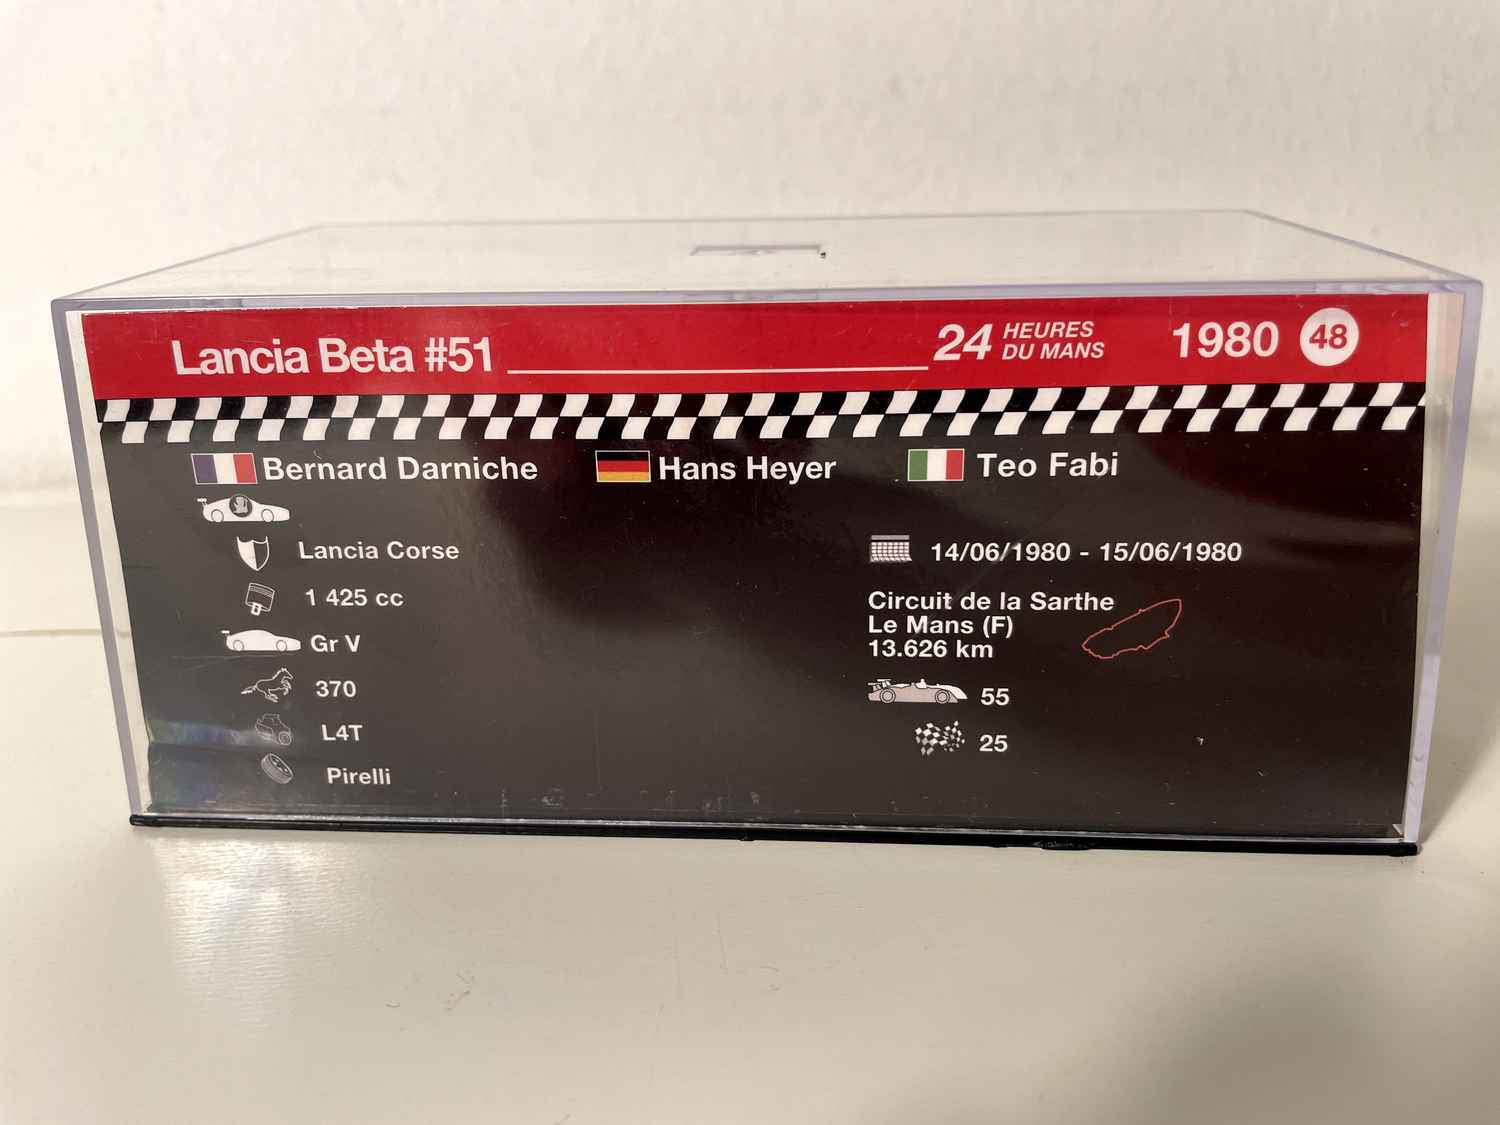 Lancia Beta #51 24 HEURES DU MANS 1980 48
Bernard Darniche Hans Heyer Teo Fabi
Lancia Corse
1 425 cc
Gr V
370
L4T
Pirelli
14/06/1980 - 15/06/1980
Circuit de la Sarthe
Le Mans (F)
13.626 km
55
25